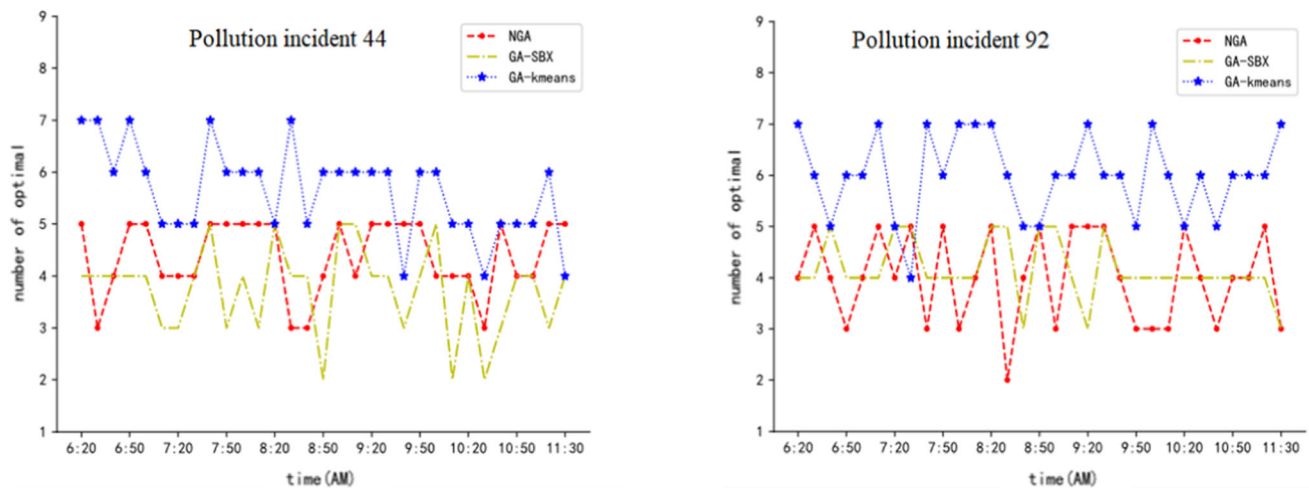 Pollution incident 44
NGA
GA-SBX
GA-kmeans
number of optimal
9
8
7
6
5
4
3
2
1
6:20 6:50 7:20 7:50 8:20 8:50 9:20 9:50 10:20 10:50 11:30
time(AM)
Pollution incident 92
NGA
GA-SBX
GA-kmeans
number of optimal
9
8
7
6
5
4
3
2
1
6:20 6:50 7:20 7:50 8:20 8:50 9:20 9:50 10:20 10:50 11:30
time(AM)